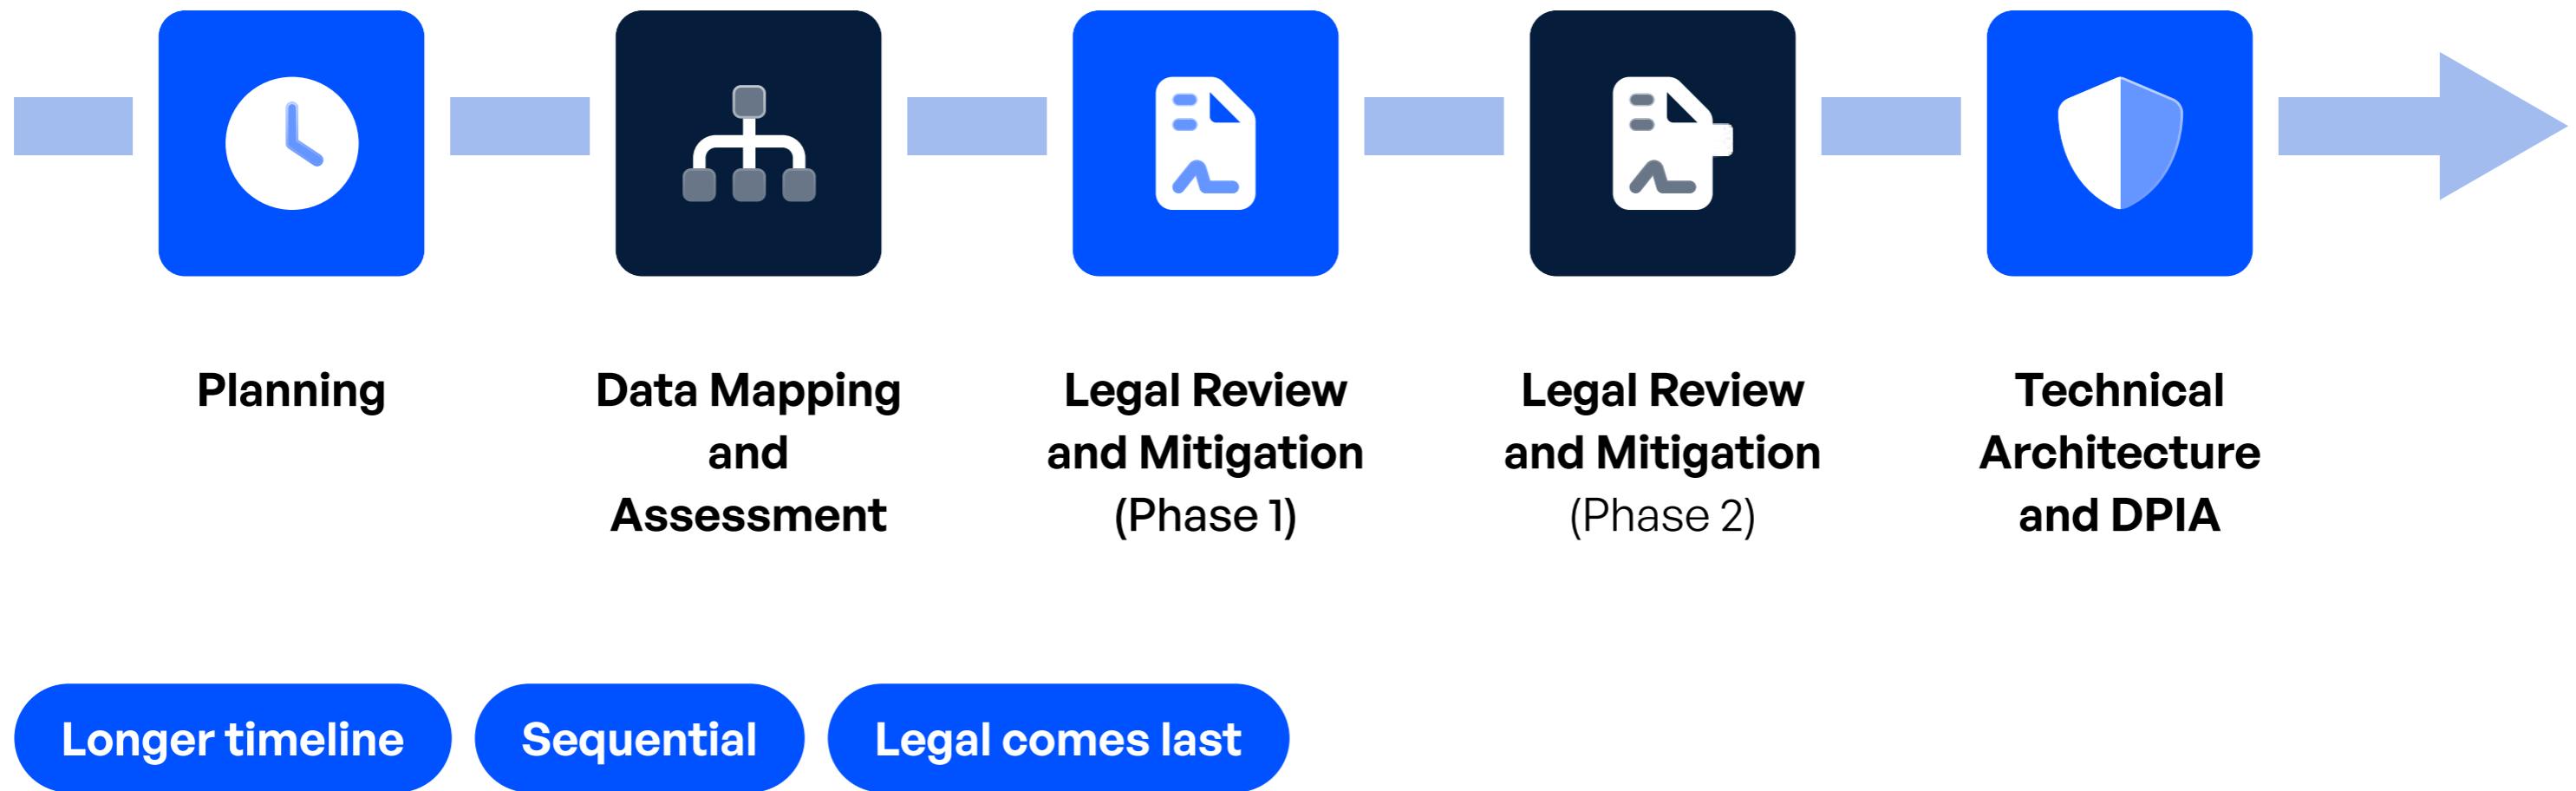 Planning
Data Mapping
and
Assessment
Legal Review
and Mitigation
(Phase 1)
Legal Review
and Mitigation
(Phase 2)
Technical
Architecture
and DPIA
Longer timeline
Sequential
Legal comes last